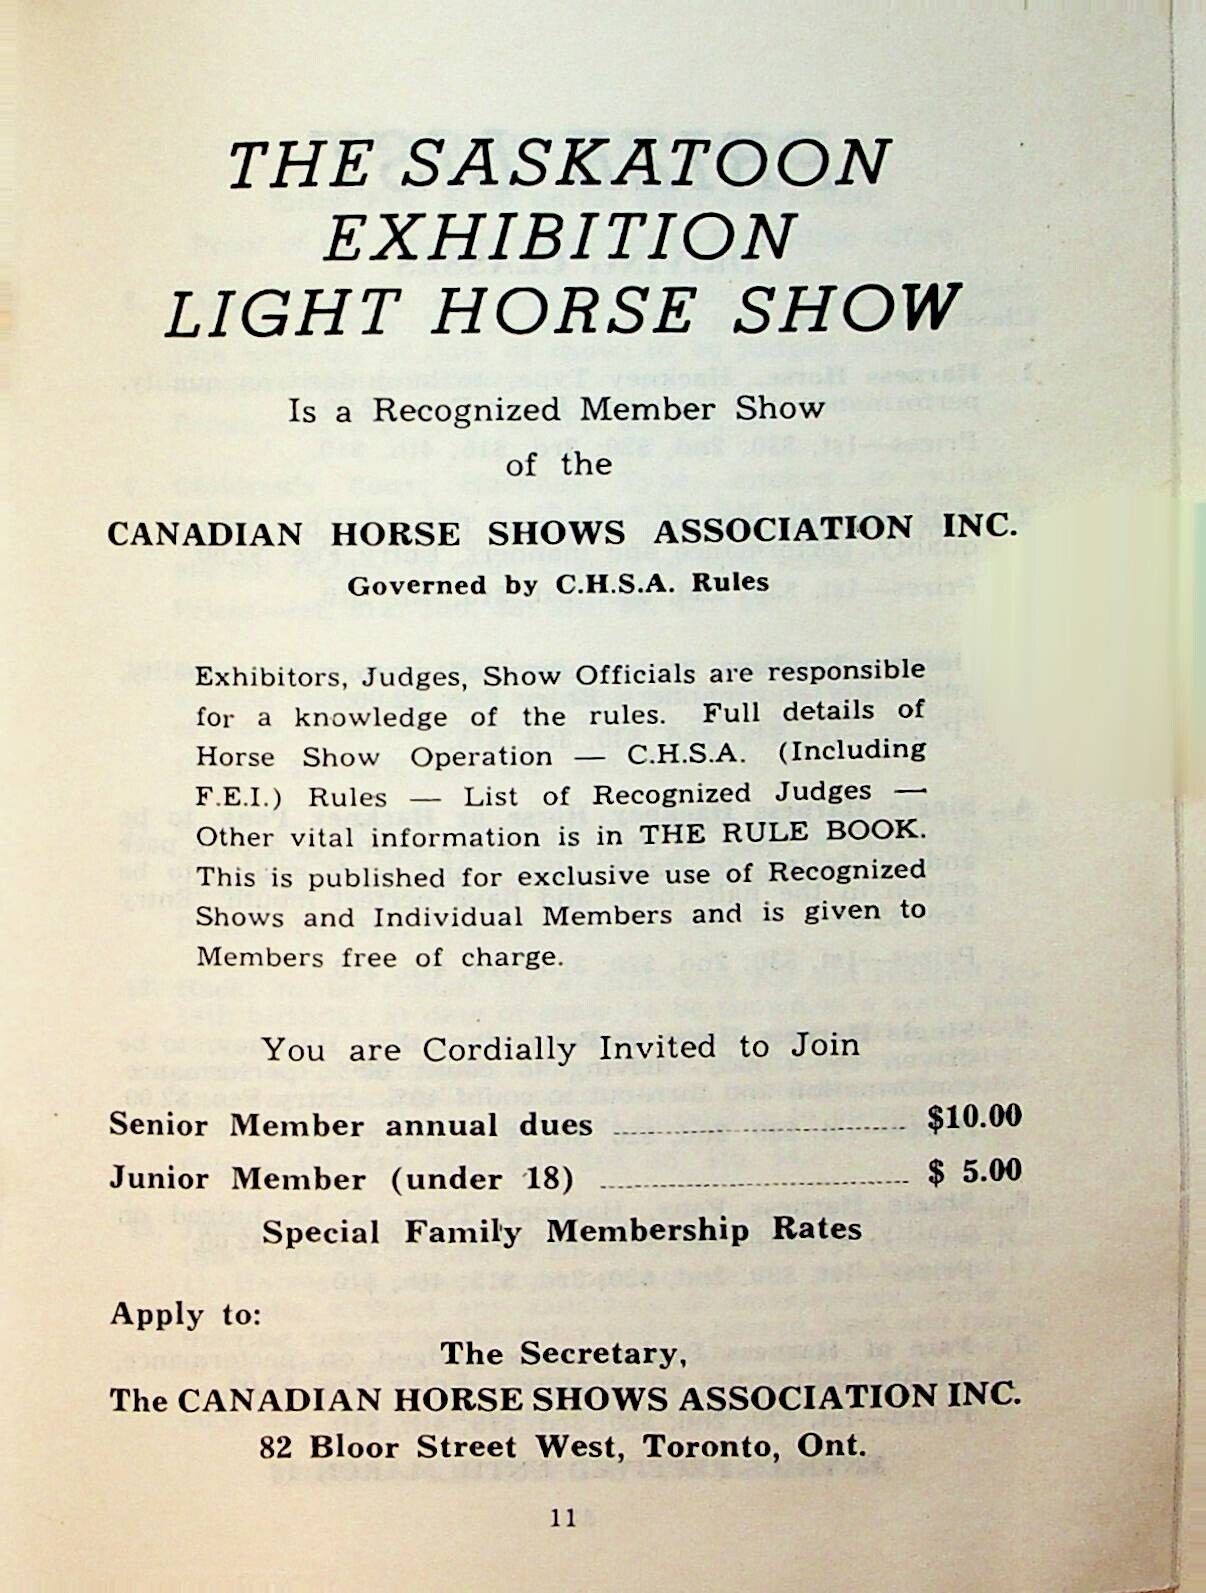 THE SASKATOON
EXHIBITION
LIGHT HORSE SHOW
Is a Recognized Member Show
of the
CANADIAN HORSE SHOWS ASSOCIATION INC.
Governed by C.H.S.A. Rules
Exhibitors, Judges, Show Officials are responsible
for a knowledge of the rules. Full details of
Horse Show Operation — C.H.S.A. (Including
F.E.I.) Rules — List of Recognized Judges —
Other vital information is in THE RULE BOOK.
This is published for exclusive use of Recognized
Shows and Individual Members and is given to
Members free of charge.
You are Cordially Invited to Join
Senior Member annual dues ........ $10.00
Junior Member (under 18) ........ $ 5.00
Special Family Membership Rates
Apply to:
The Secretary,
The CANADIAN HORSE SHOWS ASSOCIATION INC.
82 Bloor Street West, Toronto, Ont.
11